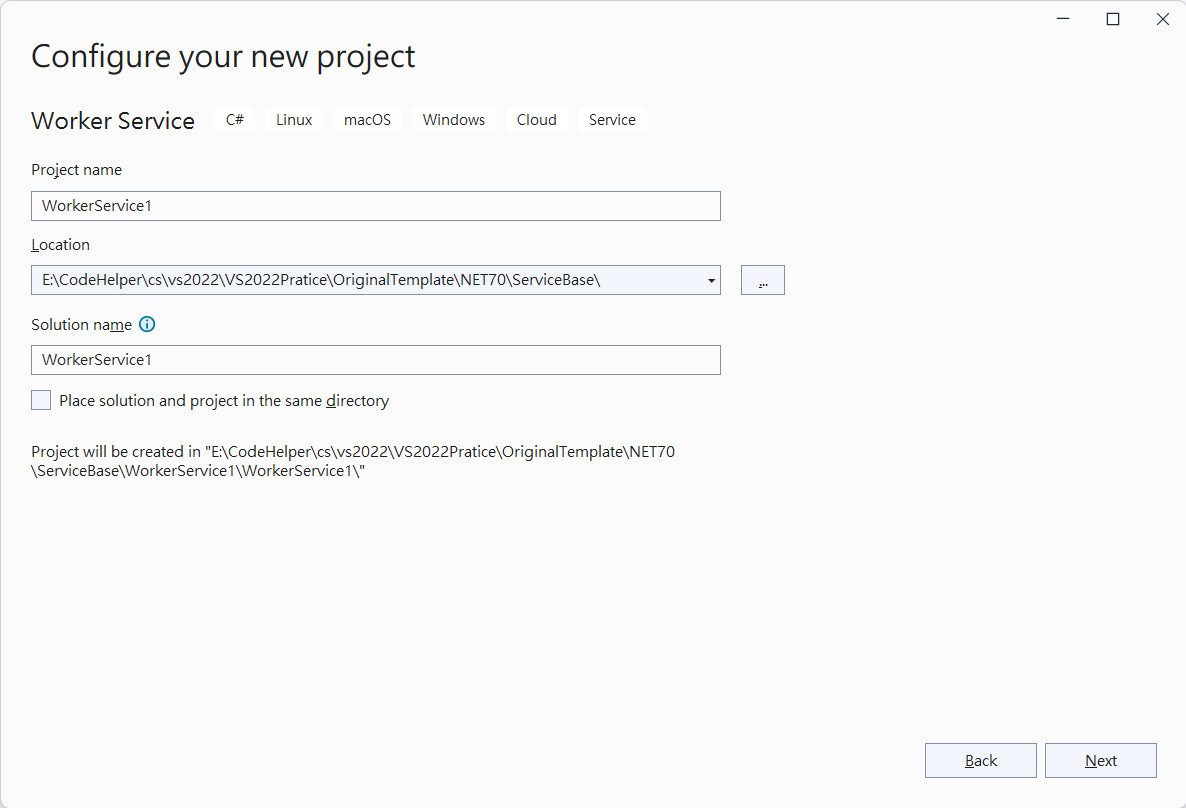 Configure your new project
Worker Service C# Linux macOS Windows Cloud Service
Project name
WorkerService1
Location
E:\CodeHelper\cs\vs2022\VS2022Pratice\OriginalTemplate\NET70\ServiceBase\
...
Solution name
WorkerService1
Place solution and project in the same directory
Project will be created in "E:\CodeHelper\cs\vs2022\VS2022Pratice\OriginalTemplate\NET70
\ServiceBase\WorkerService1\WorkerService1\"
Back Next